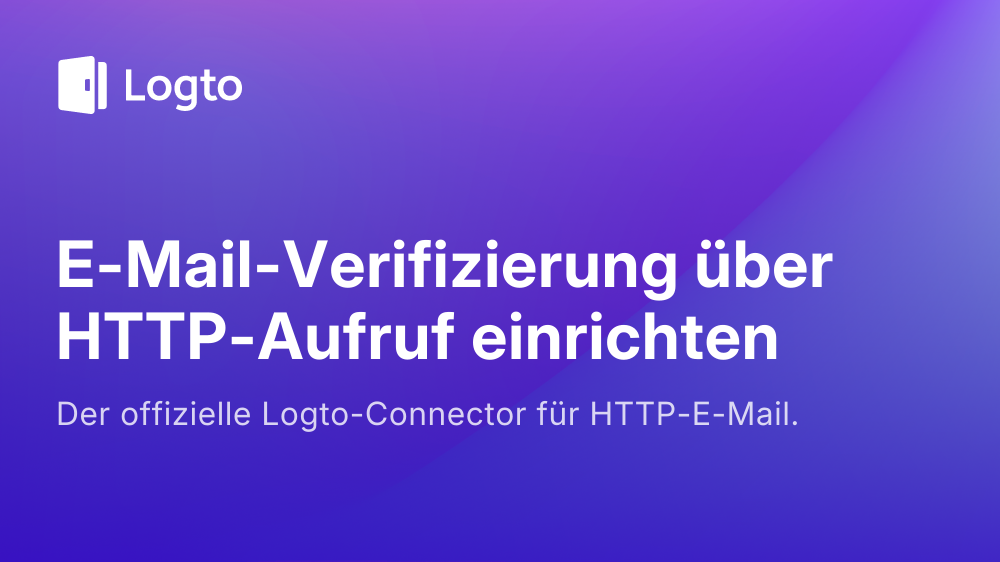 Logto
E-Mail-Verifizierung über
HTTP-Aufruf einrichten
Der offizielle Logto-Connector für HTTP-E-Mail.